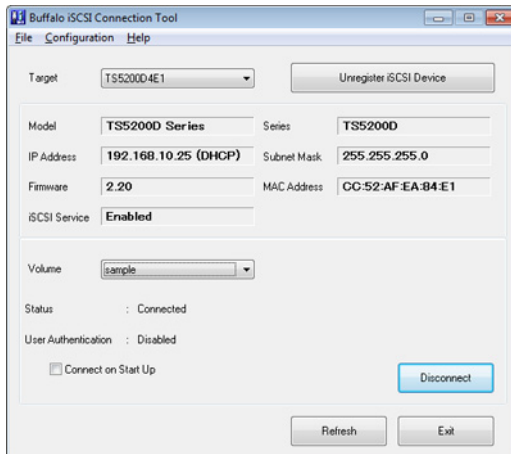 Buffalo iSCSI Connection Tool
File Configuration Help
Target TS5200D4E1 Unregister iSCSI Device
Model TS5200D Series Series TS5200D
IP Address 192.168.10.25 (DHCP) Subnet Mask 255.255.255.0
Firmware 2.20 MAC Address CC:52:AF:EA:84:E1
iSCSI Service Enabled
Volume sample
Status : Connected
User Authentication : Disabled
Connect on Start Up
Disconnect
Refresh Exit